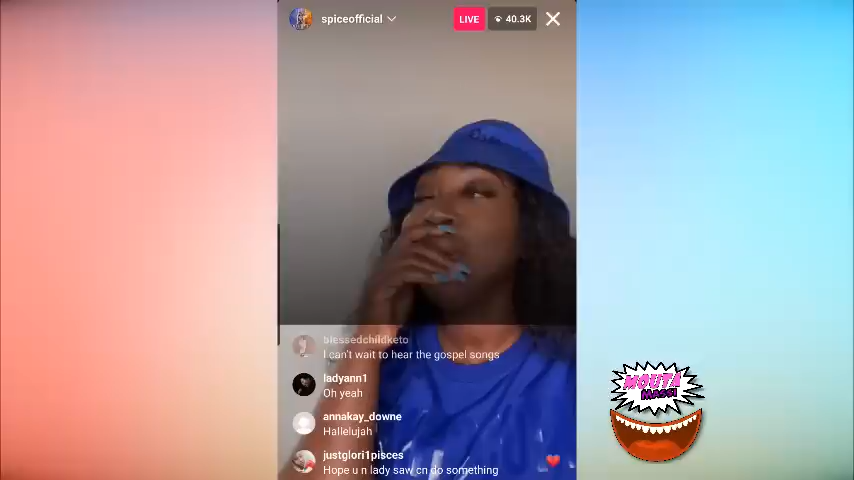 spiceofficial
LIVE
40.3K
blessedchildketo
I can't wait to hear the gospel songs
ladyann1
Oh yeah
annakay_downe
Hallelujah
justglori1pisces
Hope u n lady saw cn do something
MOUTA
MASSI